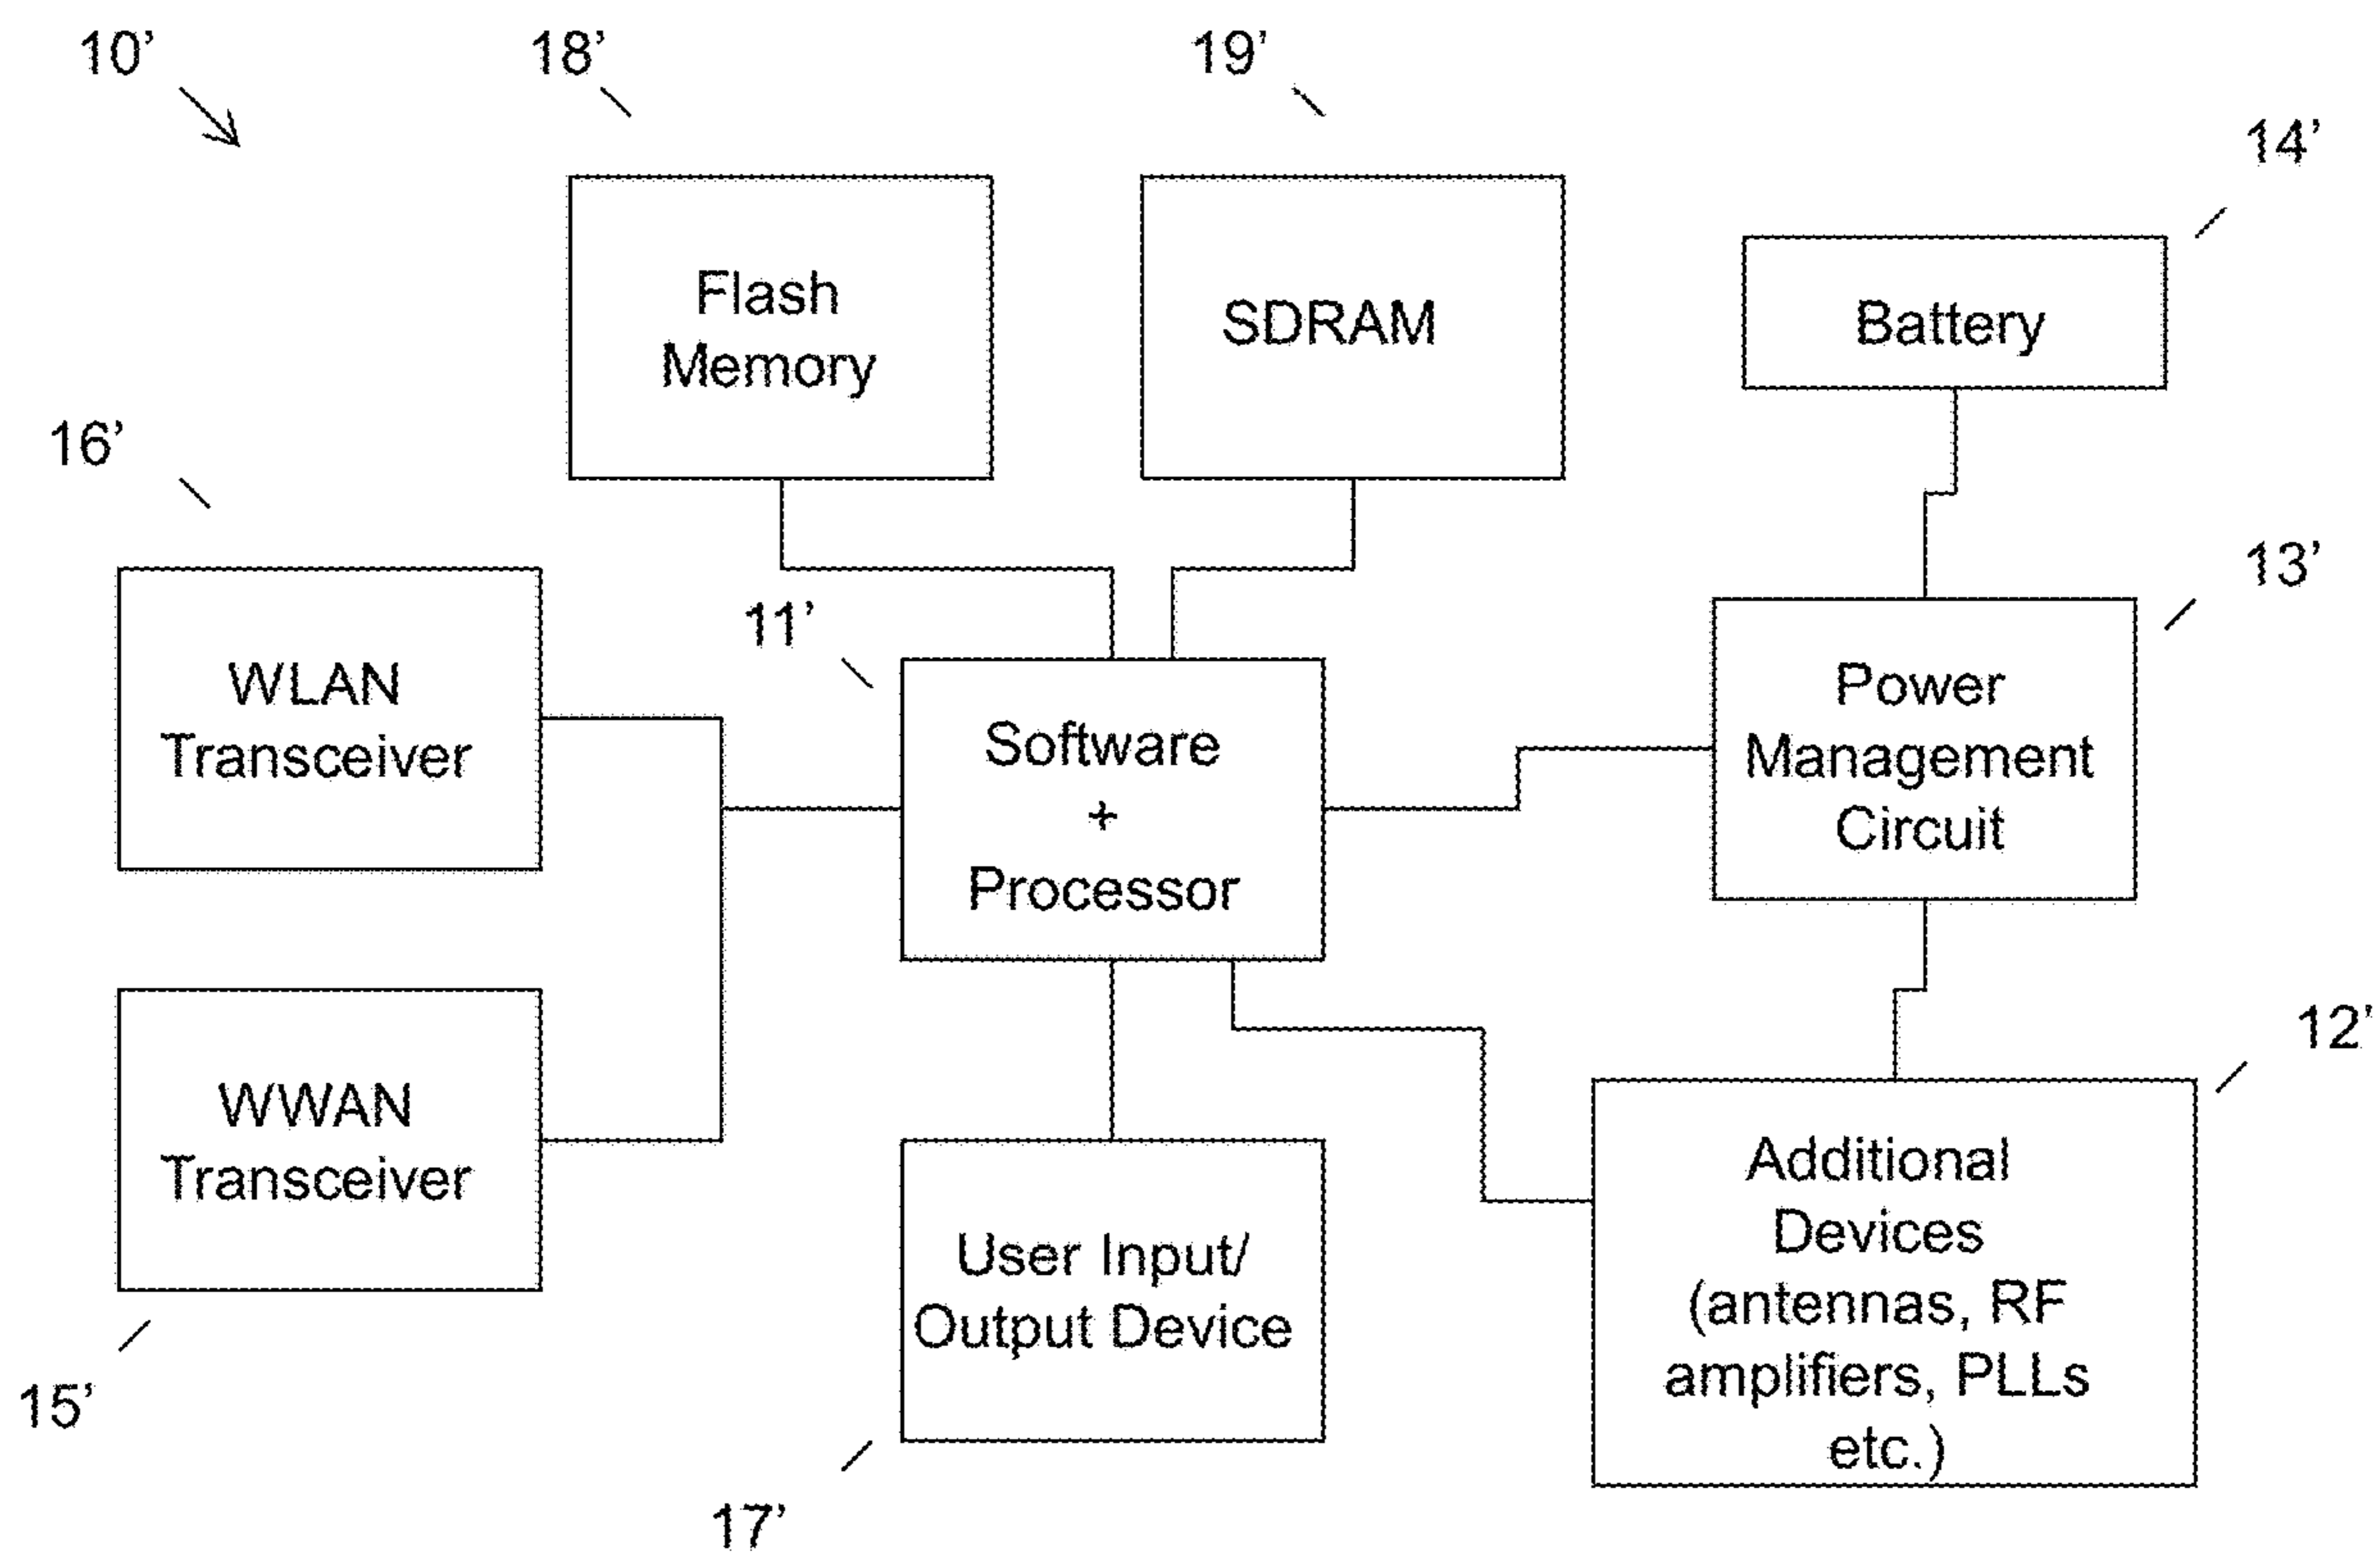 10’
18’
19’
14’
Flash
Memory
SDRAM
Battery
16’
13’
11’
WLAN
Transceiver
Software
+
Processor
Power
Management
Circuit
12’
WWAN
Transceiver
User Input/
Output Device
Additional
Devices
(antennas, RF
amplifiers, PLLs
etc.)
15’
17’